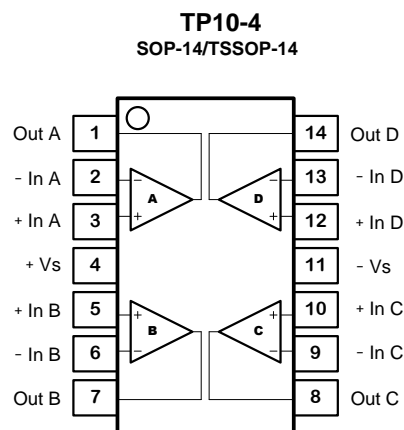 TP10-4
SOP-14/TSSOP-14
Out A 1 14 Out D
- In A 2 - - 13 - In D
A D
+ In A 3 + + 12 + In D
+ Vs 4 11 - Vs
+ In B 5 + + 10 + In C
B C
- In B 6 - - 9 - In C
Out B 7 8 Out C